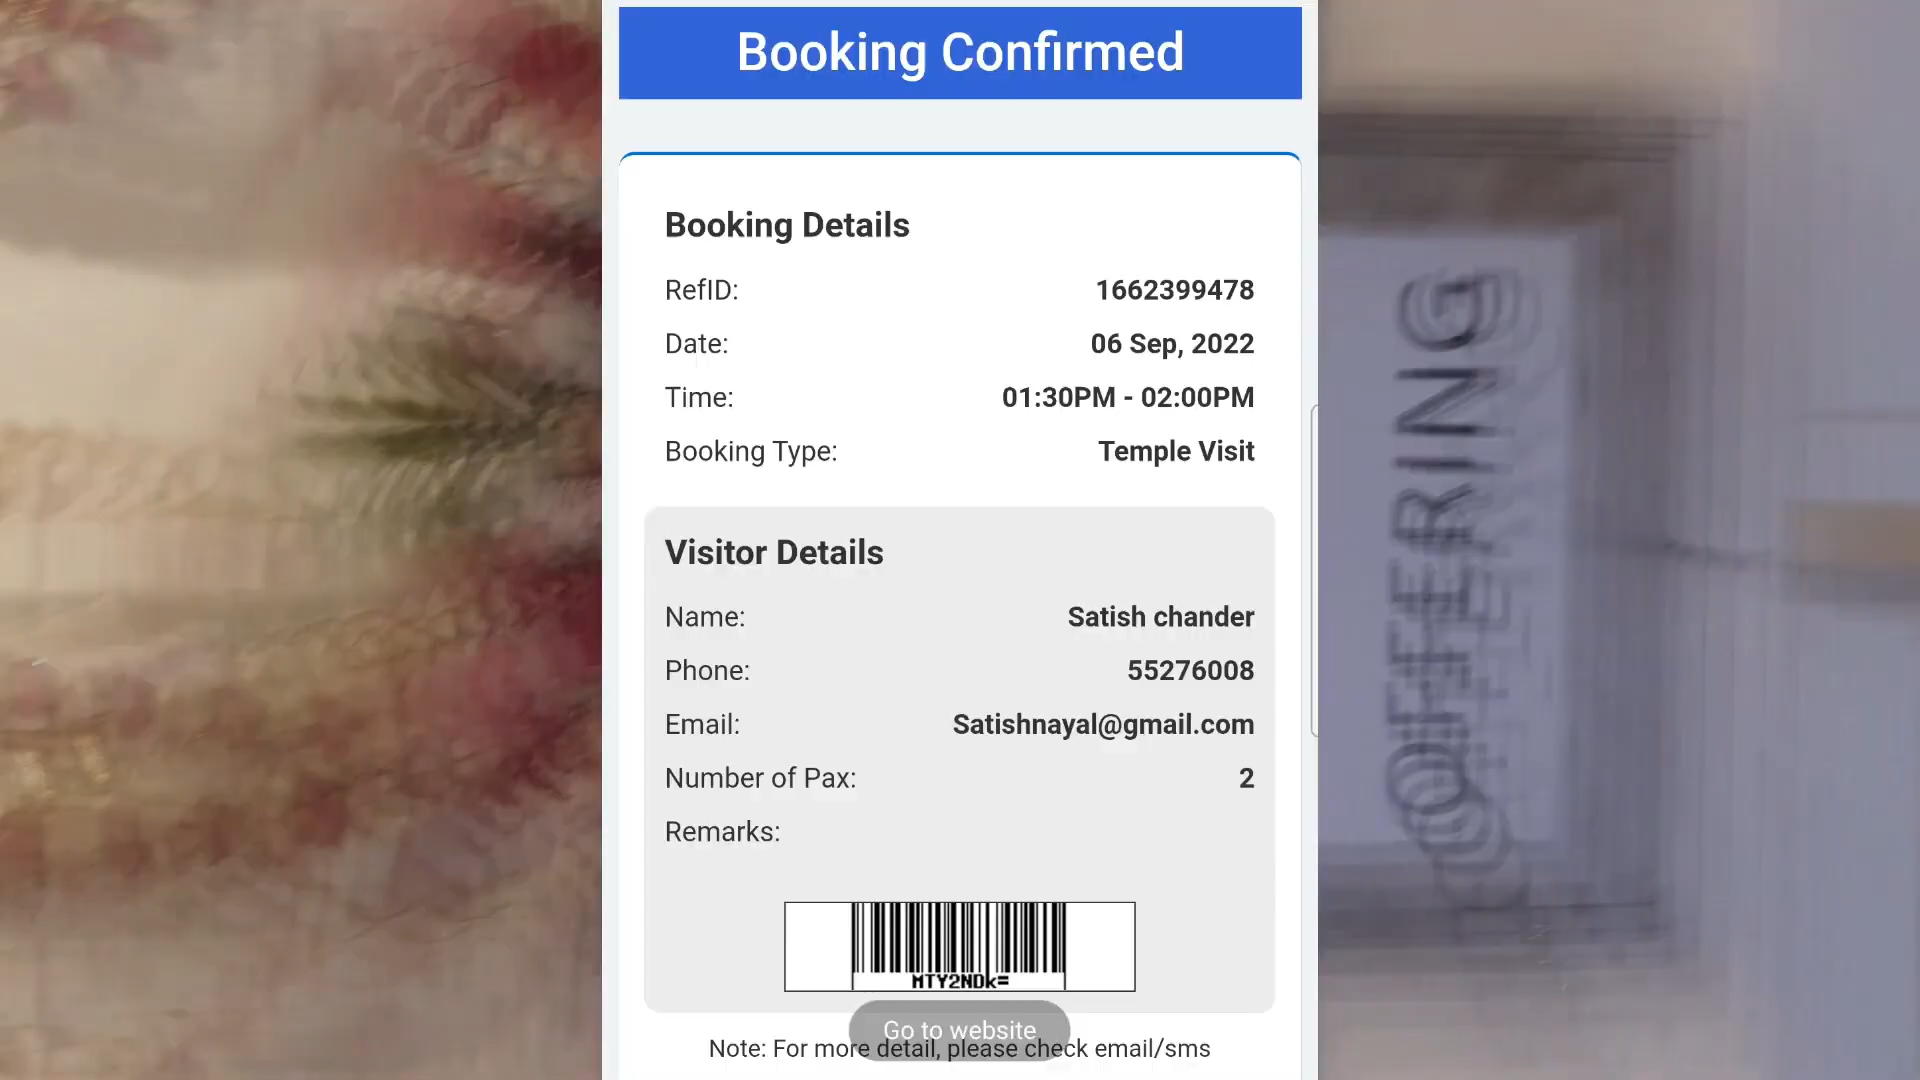 Booking Confirmed
Booking Details
RefID: 1662399478
Date: 06 Sep, 2022
Time: 01:30PM - 02:00PM
Booking Type: Temple Visit
Visitor Details
Name: Satish chander
Phone: 55276008
Email: Satishnayal@gmail.com
Number of Pax: 2
Remarks:
MTY2NDk=
Go to website
Note: For more detail, please check email/sms
OFFERING